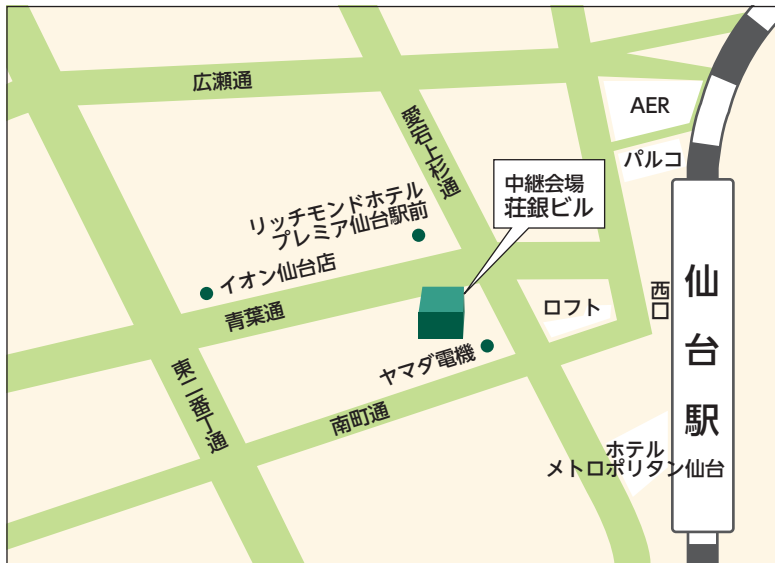 広瀬通
AER
愛宕上杉通
パルコ
中継会場
荘銀ビル
リッチモンドホテル
プレミア仙台駅前
イオン仙台店
仙台駅
西口
ロフト
青葉通
ヤマダ電機
東二番丁通
南町通
ホテル
メトロポリタン仙台